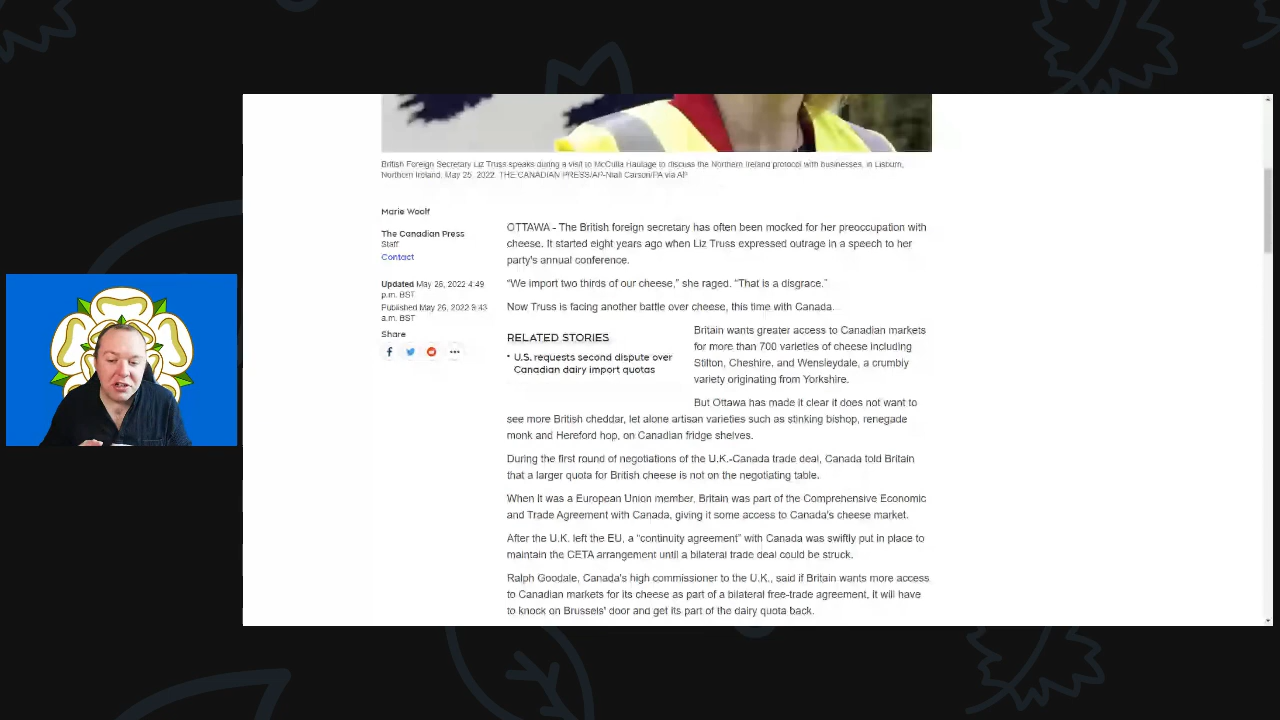 British Foreign Secretary Liz Truss speaks during a visit to McCulla Haulage to discuss the Northern Ireland protocol with businesses, in Lisburn,
Northern Ireland, May 25, 2022. THE CANADIAN PRESS/AP-Niall Carson/PA via AP
Marie Woolf
The Canadian Press
Staff
Contact
Updated May 26, 2022 4:49
p.m. BST
Published May 26, 2022 9:43
a.m. BST
Share
OTTAWA - The British foreign secretary has often been mocked for her preoccupation with
cheese. It started eight years ago when Liz Truss expressed outrage in a speech to her
party's annual conference.
“We import two thirds of our cheese,” she raged. “That is a disgrace.”
Now Truss is facing another battle over cheese, this time with Canada.
RELATED STORIES
• U.S. requests second dispute over
Canadian dairy import quotas
Britain wants greater access to Canadian markets
for more than 700 varieties of cheese including
Stilton, Cheshire, and Wensleydale, a crumbly
variety originating from Yorkshire.
But Ottawa has made it clear it does not want to
see more British cheddar, let alone artisan varieties such as stinking bishop, renegade
monk and Hereford hop, on Canadian fridge shelves.
During the first round of negotiations of the U.K.-Canada trade deal, Canada told Britain
that a larger quota for British cheese is not on the negotiating table.
When it was a European Union member, Britain was part of the Comprehensive Economic
and Trade Agreement with Canada, giving it some access to Canada's cheese market.
After the U.K. left the EU, a “continuity agreement” with Canada was swiftly put in place to
maintain the CETA arrangement until a bilateral trade deal could be struck.
Ralph Goodale, Canada's high commissioner to the U.K., said if Britain wants more access
to Canadian markets for its cheese as part of a bilateral free-trade agreement, it will have
to knock on Brussels' door and get its part of the dairy quota back.